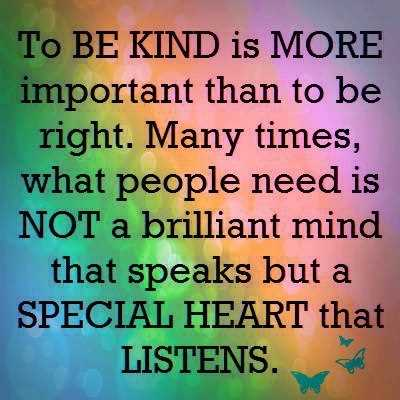 To BE KIND is MORE
important than to be
right. Many times,
what people need is
NOT a brilliant mind
that speaks but a
SPECIAL HEART that
LISTENS.